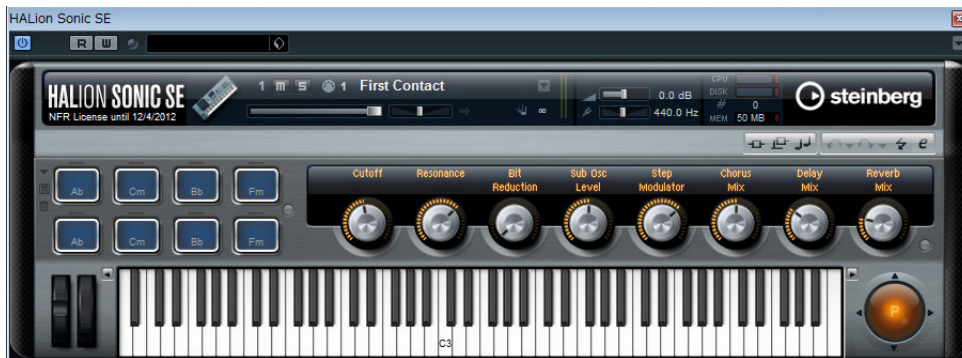 HALion Sonic SE
R W
HALION SONIC SE
NFR License until 12/4/2012
1 m s 1 First Contact
0.0 dB
440.0 Hz
CPU
DISK
# 0
MEM 50 MB
steinberg
e
Ab Cm Bb Fm
Ab Cm Bb Fm
Cutoff
Resonance
Bit
Reduction
Sub Osc
Level
Step
Modulator
Chorus
Mix
Delay
Mix
Reverb
Mix
C3
P